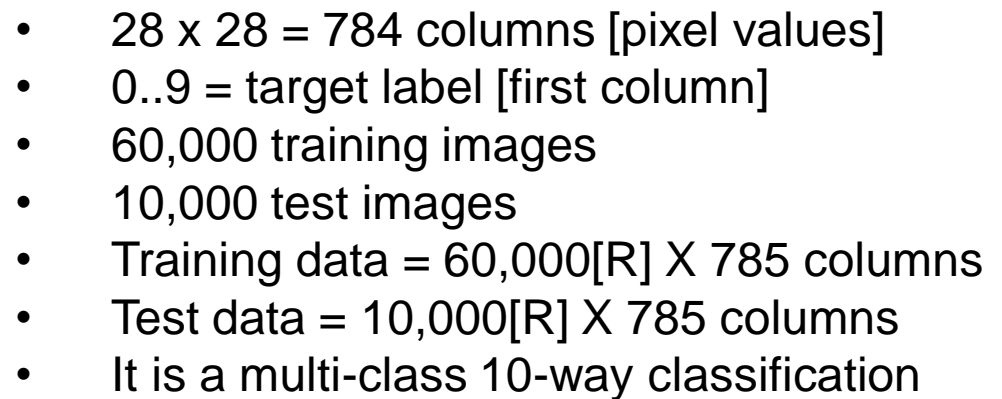 • 28 x 28 = 784 columns [pixel values]
• 0..9 = target label [first column]
• 60,000 training images
• 10,000 test images
• Training data = 60,000[R] X 785 columns
• Test data = 10,000[R] X 785 columns
• It is a multi-class 10-way classification